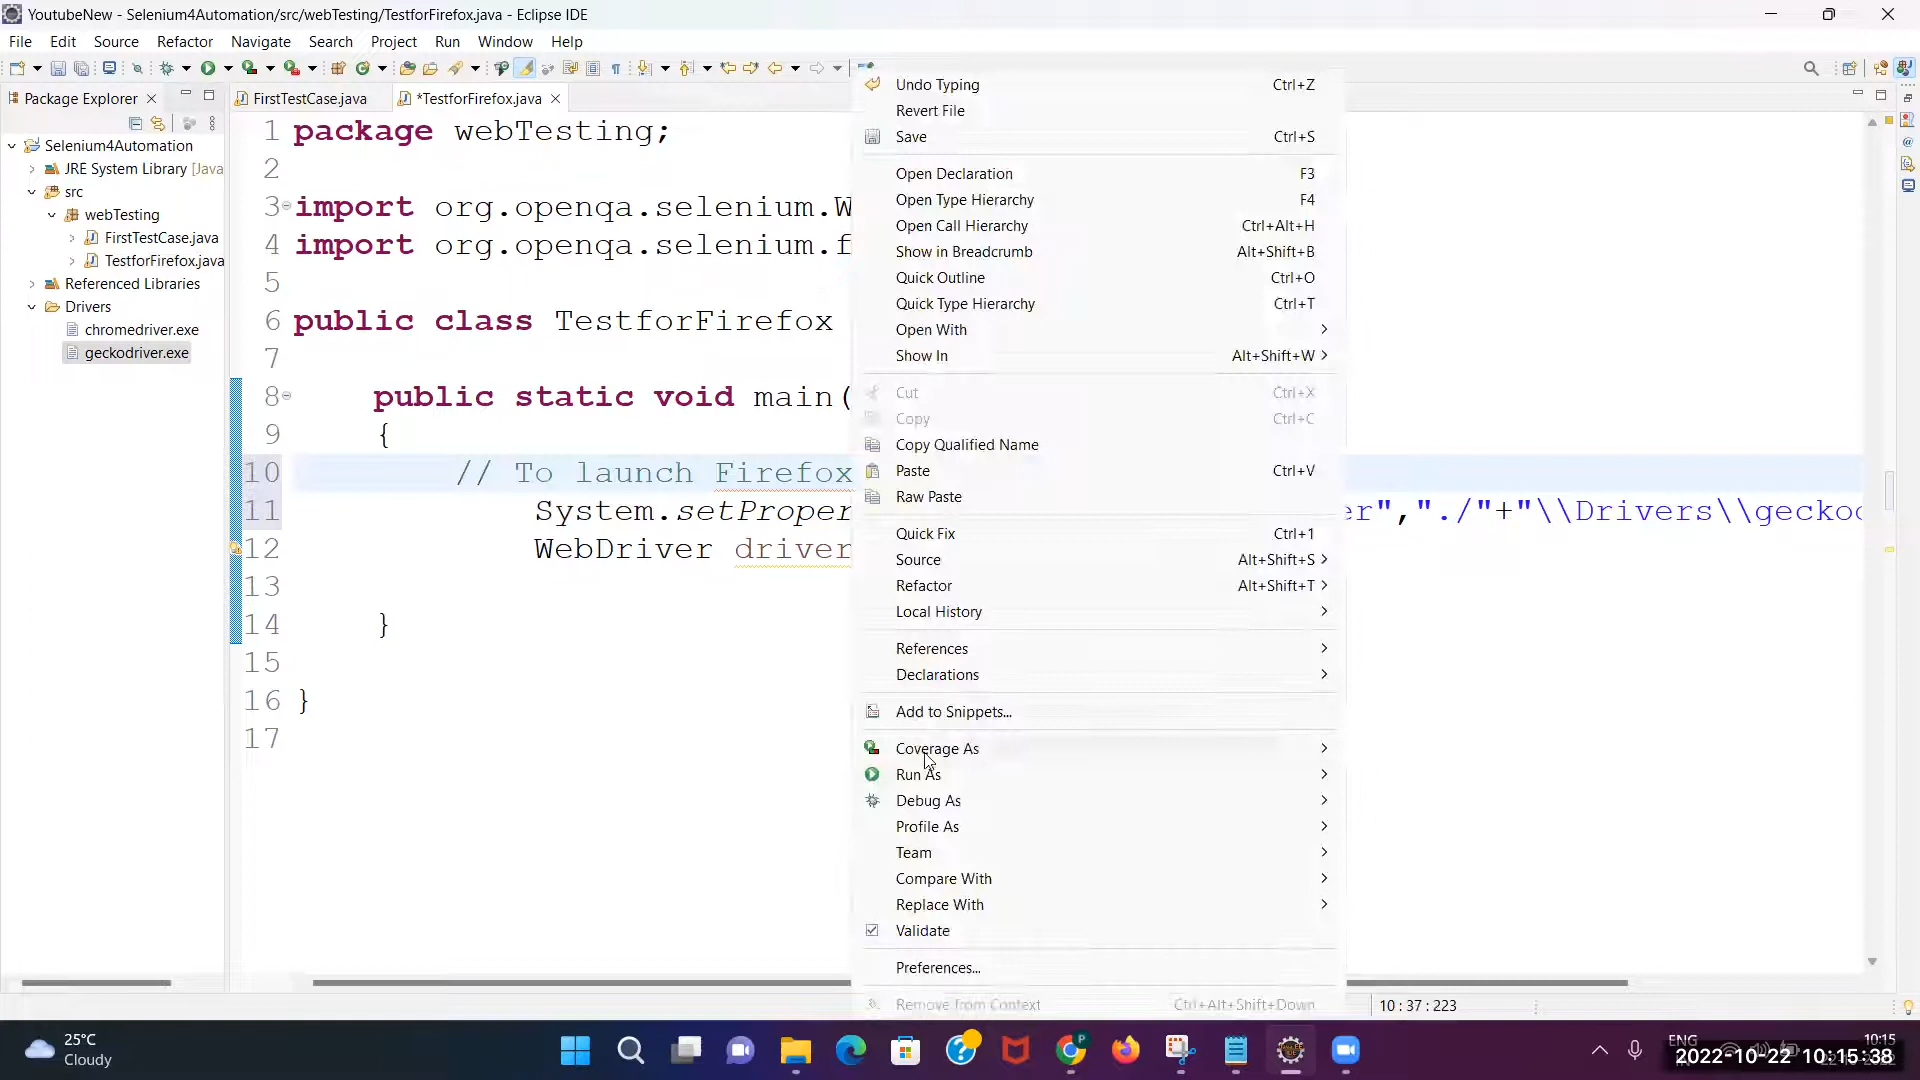 YoutubeNew - Selenium4Automation/src/webTesting/TestforFirefox.java - Eclipse IDE
File Edit Source Refactor Navigate Search Project Run Window Help
Package Explorer
FirstTestCase.java
*TestforFirefox.java
Selenium4Automation
JRE System Library [Java
src
webTesting
FirstTestCase.java
TestforFirefox.java
Referenced Libraries
Drivers
chromedriver.exe
geckodriver.exe
1 package webTesting;
2
3 import org.openqa.selenium.W
4 import org.openqa.selenium.f
5
6 public class TestforFirefox
7
8 public static void main(
9 {
10 // To launch Firefox
11 System.setProper er","./"+"\\Drivers\\gecko
12 WebDriver driver
13
14 }
15
16 }
17
Undo Typing Ctrl+Z
Revert File
Save Ctrl+S
Open Declaration F3
Open Type Hierarchy F4
Open Call Hierarchy Ctrl+Alt+H
Show in Breadcrumb Alt+Shift+B
Quick Outline Ctrl+O
Quick Type Hierarchy Ctrl+T
Open With
Show In Alt+Shift+W
Cut Ctrl+X
Copy Ctrl+C
Copy Qualified Name
Paste Ctrl+V
Raw Paste
Quick Fix Ctrl+1
Source Alt+Shift+S
Refactor Alt+Shift+T
Local History
References
Declarations
Add to Snippets...
Coverage As
Run As
Debug As
Profile As
Team
Compare With
Replace With
Validate
Preferences...
Remove from Context Ctrl+Alt+Shift+Down
10 : 37 : 223
25°C
Cloudy
ENG
10:15
2022-10-22 10:15:38